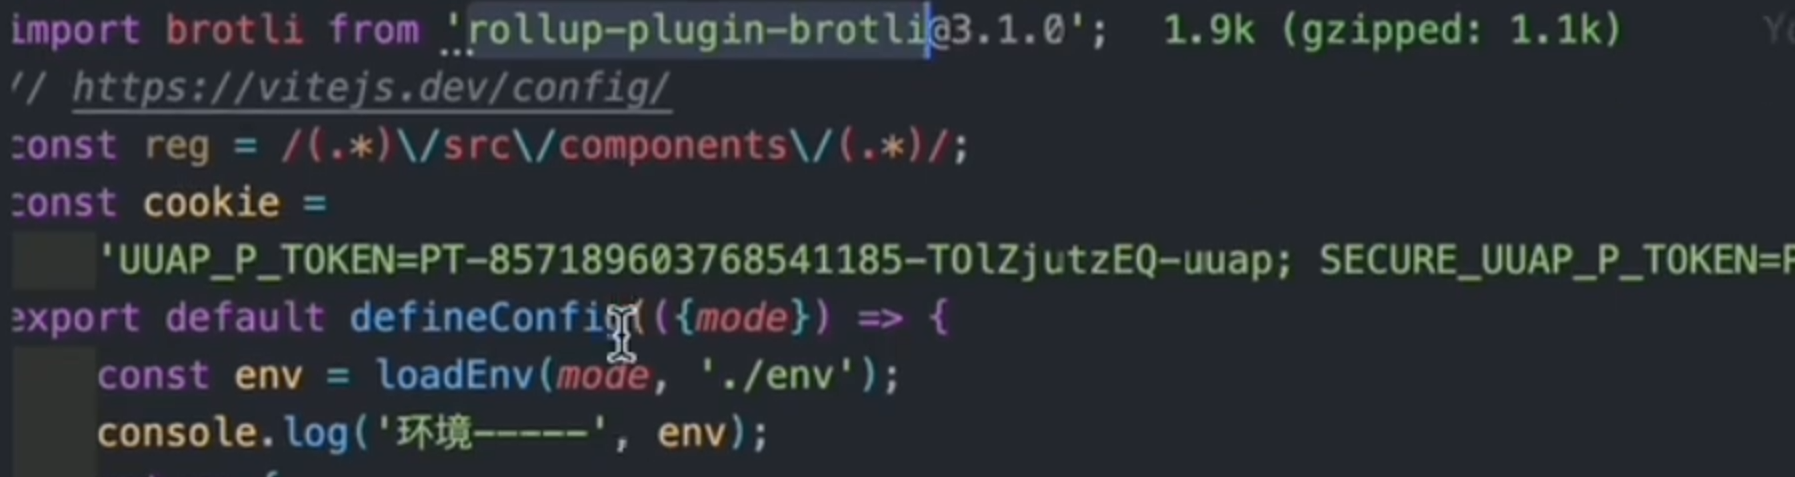 import brotli from 'rollup-plugin-brotli@3.1.0'; 1.9k (gzipped: 1.1k)
// https://vitejs.dev/config/
const reg = /(.*)\/src\/components\/(.*)/;
const cookie =
'UUAP_P_TOKEN=PT-857189603768541185-TOlZjutzEQ-uuap; SECURE_UUAP_P_TOKEN=P
export default defineConfig(({mode}) => {
const env = loadEnv(mode, './env');
console.log('环境-----', env);